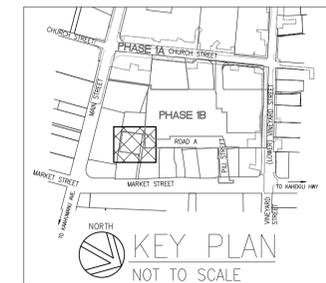 CHURCH STREET
PHASE 1A
CHURCH STREET
MAIN STREET
PHASE 1B
(LOWER) VINEYARD STREET
ROAD A
PILI STREET
MARKET STREET
MARKET STREET
TO KAHEKILI HWY
TO KAAHUMANU AVE.
VINEYARD
STREET
NORTH
KEY PLAN
NOT TO SCALE